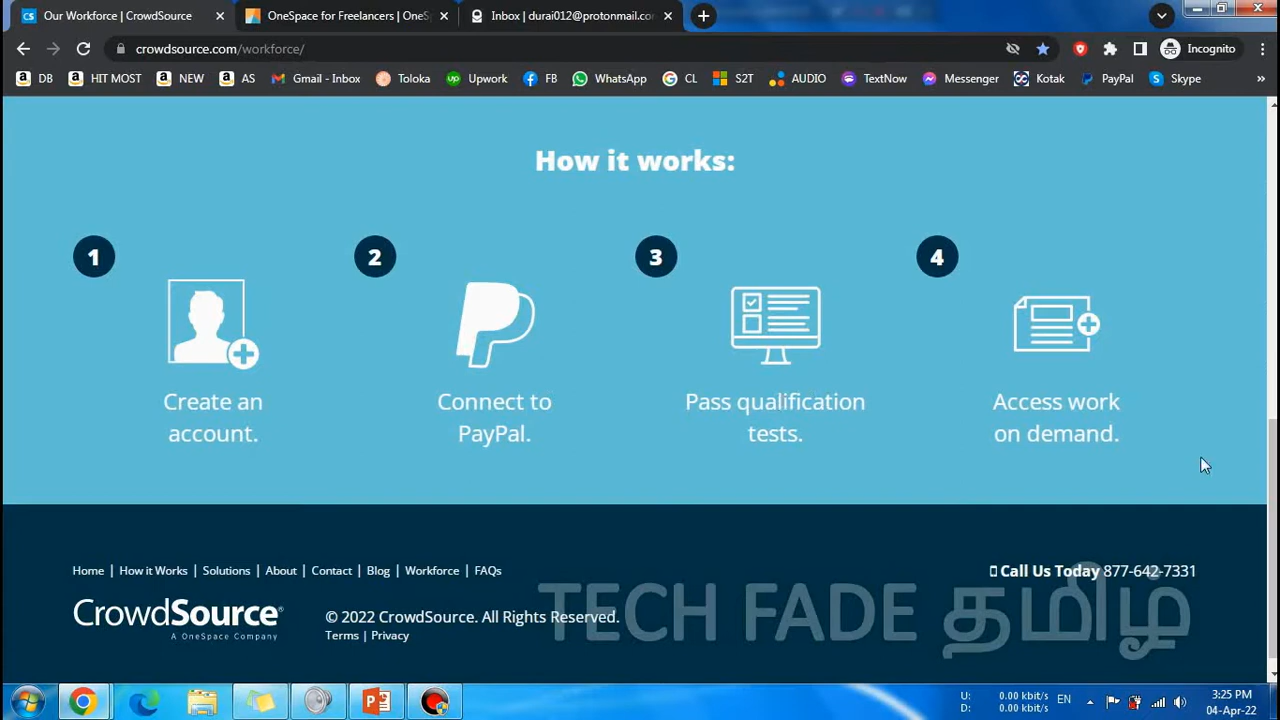 Our Workforce | CrowdSource
OneSpace for Freelancers | OneS
Inbox | durai012@protonmail.co
crowdsource.com/workforce/
Incognito
DB HIT MOST NEW AS Gmail - Inbox Toloka Upwork FB WhatsApp CL S2T AUDIO TextNow Messenger Kotak PayPal Skype »
How it works:
1
2
3
4
Create an
account.
Connect to
PayPal.
Pass qualification
tests.
Access work
on demand.
Home | How it Works | Solutions | About | Contact | Blog | Workforce | FAQs
Call Us Today 877-642-7331
CrowdSource®
A OneSpace Company
© 2022 CrowdSource. All Rights Reserved.
Terms | Privacy
TECH FADE தமிழ்
U: 0.00 kbit/s
D: 0.00 kbit/s
EN
3:25 PM
04-Apr-22